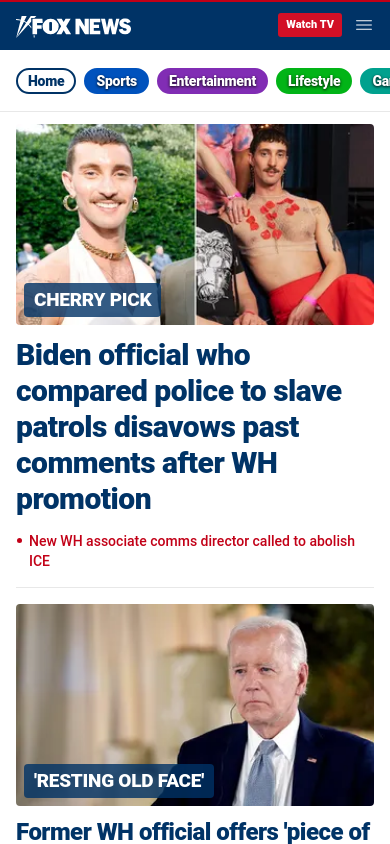 FOX NEWS
Watch TV
Home Sports Entertainment Lifestyle Ga
CHERRY PICK
Biden official who
compared police to slave
patrols disavows past
comments after WH
promotion
• New WH associate comms director called to abolish
ICE
'RESTING OLD FACE'
Former WH official offers 'piece of